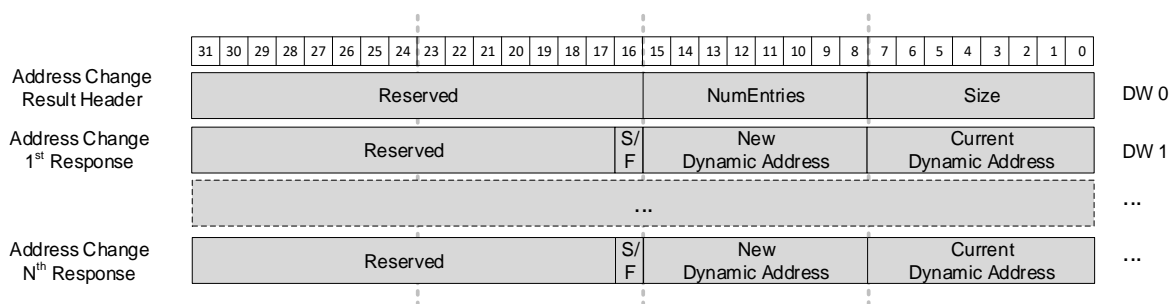 31 30 29 28 27 26 25 24 23 22 21 20 19 18 17 16 15 14 13 12 11 10 9 8 7 6 5 4 3 2 1 0
Address Change
Result Header
Reserved
NumEntries
Size
DW 0
Address Change
1st Response
Reserved
S/
F
New
Dynamic Address
Current
Dynamic Address
DW 1
...
...
Address Change
Nth Response
Reserved
S/
F
New
Dynamic Address
Current
Dynamic Address
...